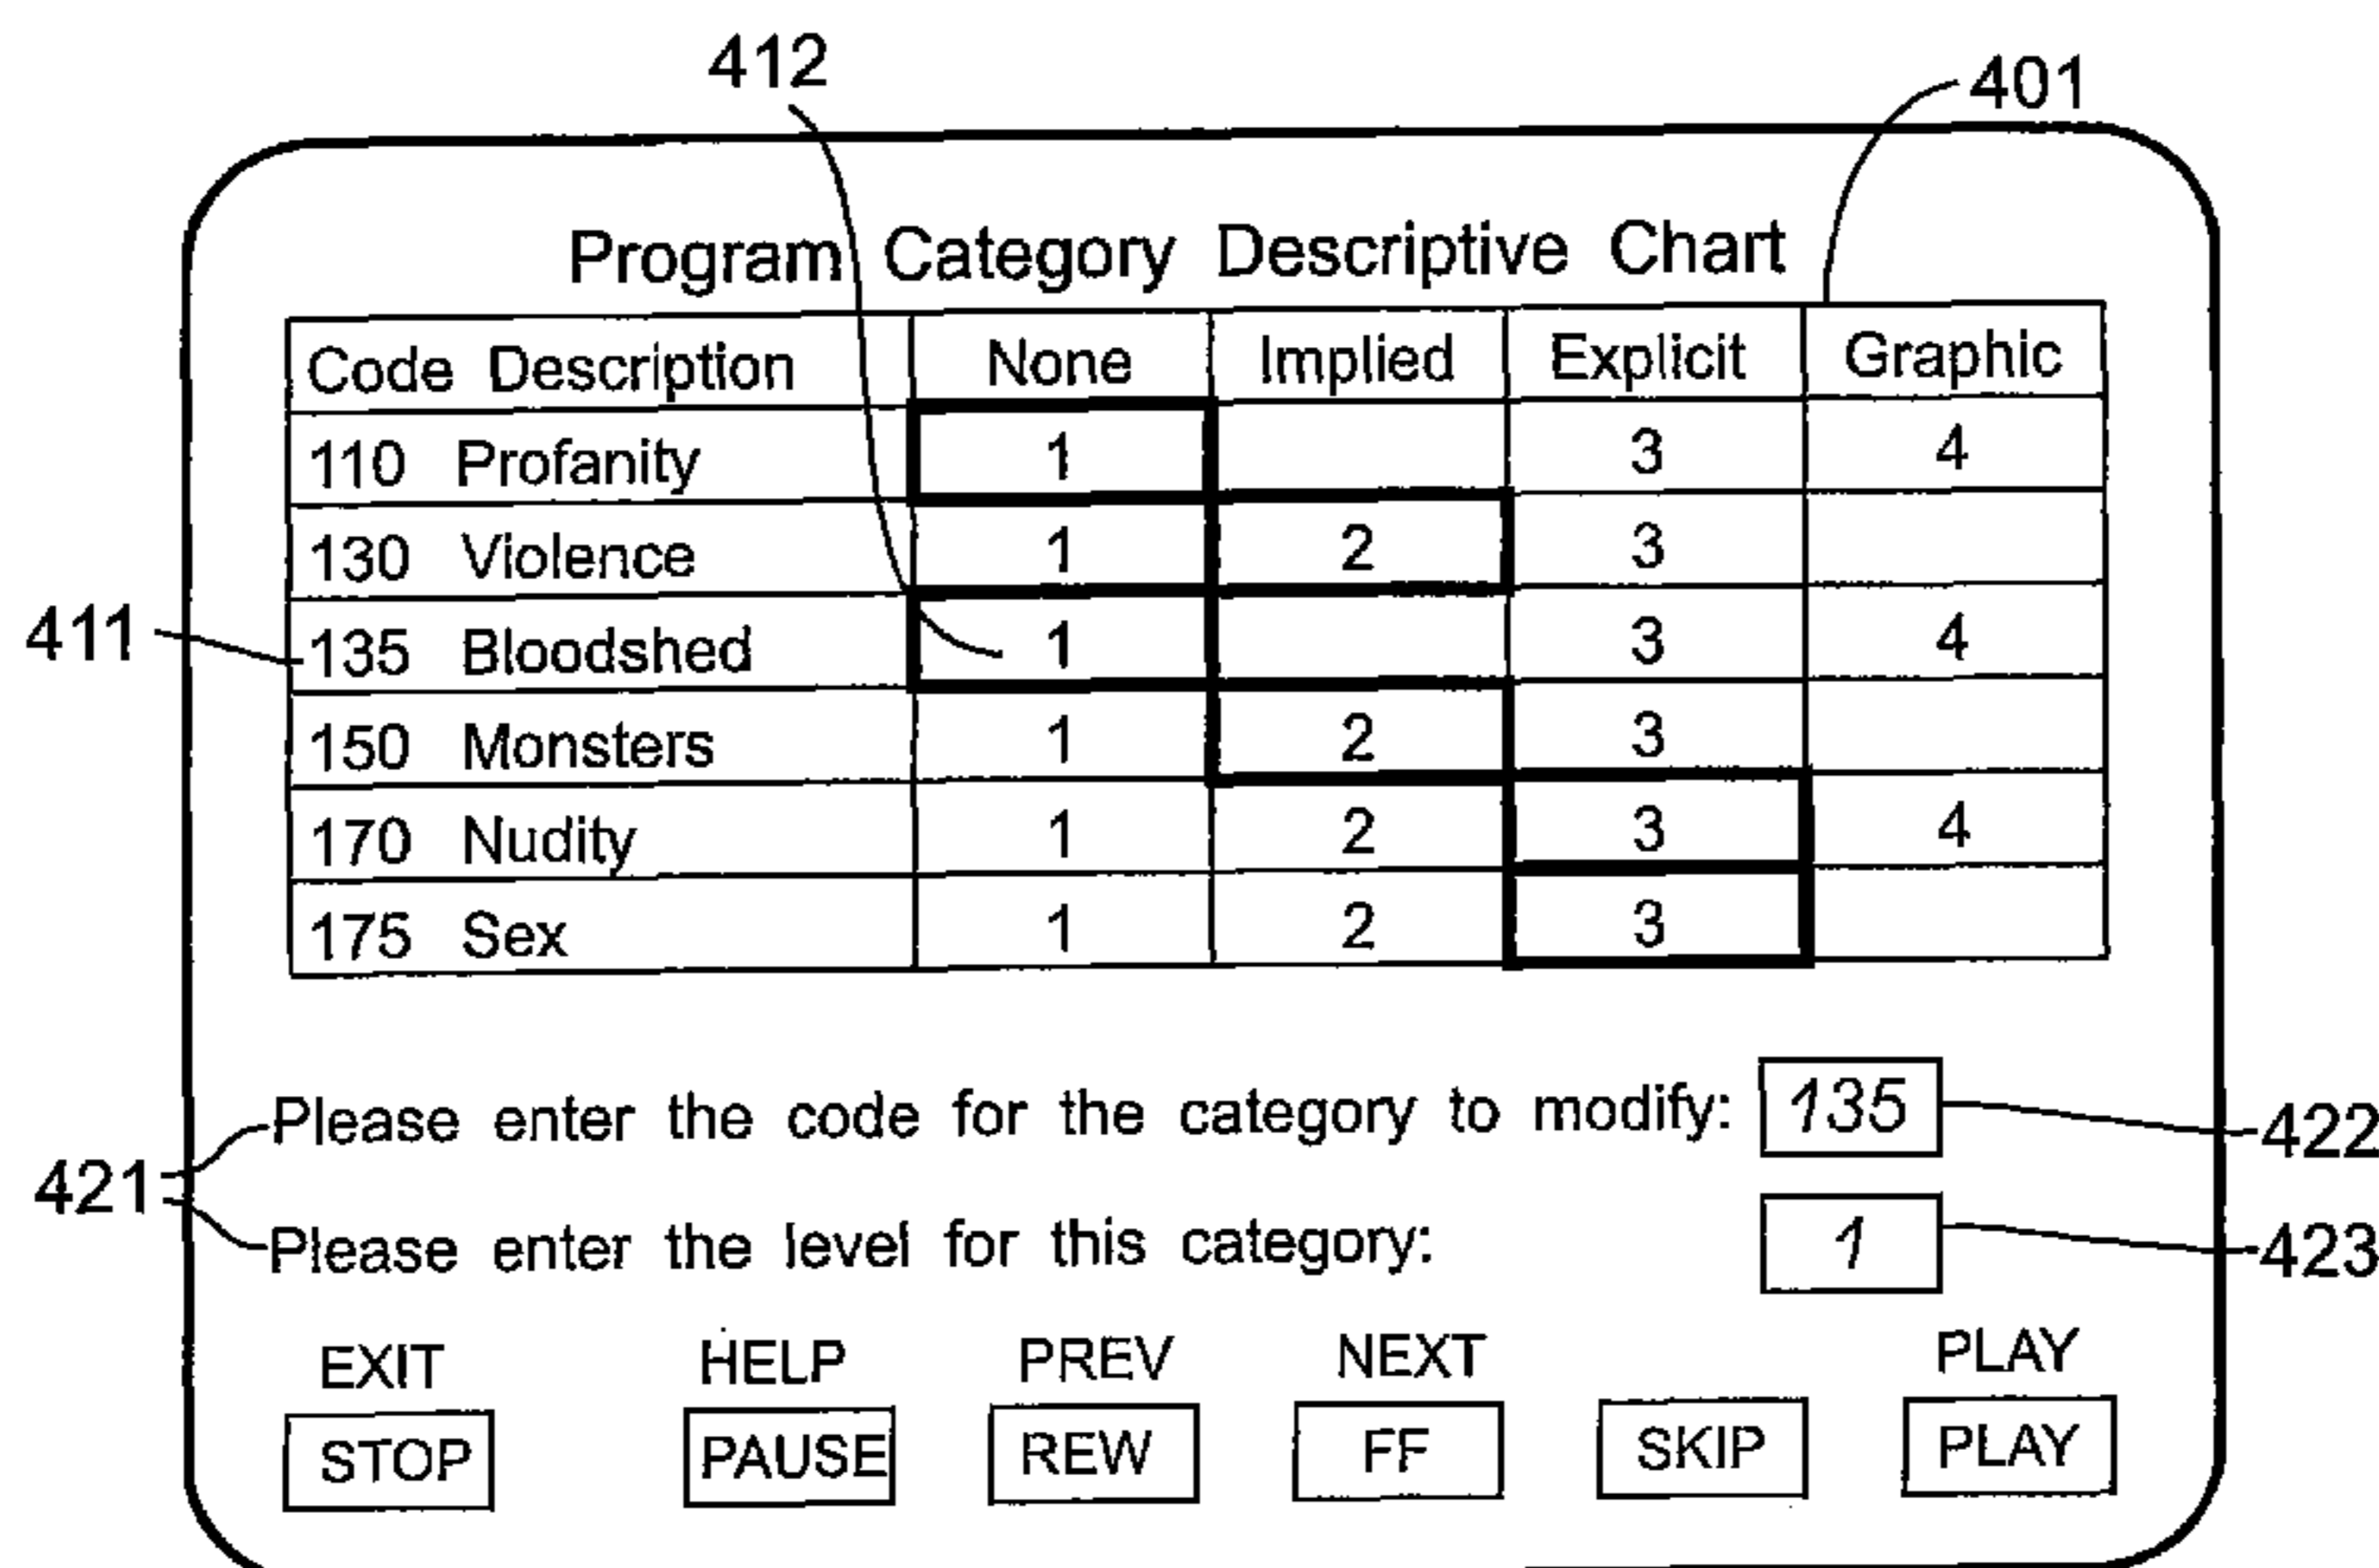 412
401
Program Category Descriptive Chart
Code Description None Implied Explicit Graphic
110 Profanity 1 3 4
130 Violence 1 2 3
411 135 Bloodshed 1 3 4
150 Monsters 1 2 3
170 Nudity 1 2 3 4
175 Sex 1 2 3
Please enter the code for the category to modify: 135 422
421
Please enter the level for this category: 1 423
EXIT HELP PREV NEXT PLAY
STOP PAUSE REW FF SKIP PLAY